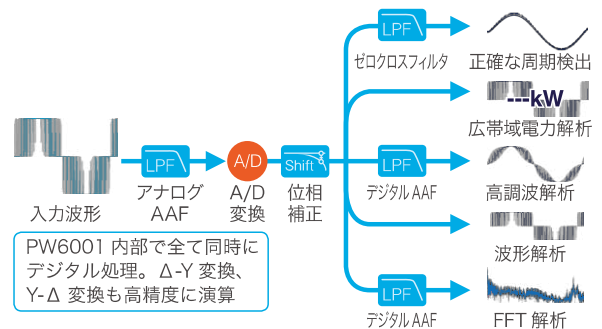 LPF
ゼロクロスフィルタ
正確な周期検出
---kW
広帯域電力解析
LPF
A/D
Shift
LPF
入力波形
アナログ
AAF
A/D
変換
位相
補正
デジタル AAF
高調波解析
波形解析
PW6001 内部で全て同時に
デジタル処理。Δ-Y 変換、
Y-Δ 変換も高精度に演算
LPF
デジタル AAF
FFT 解析